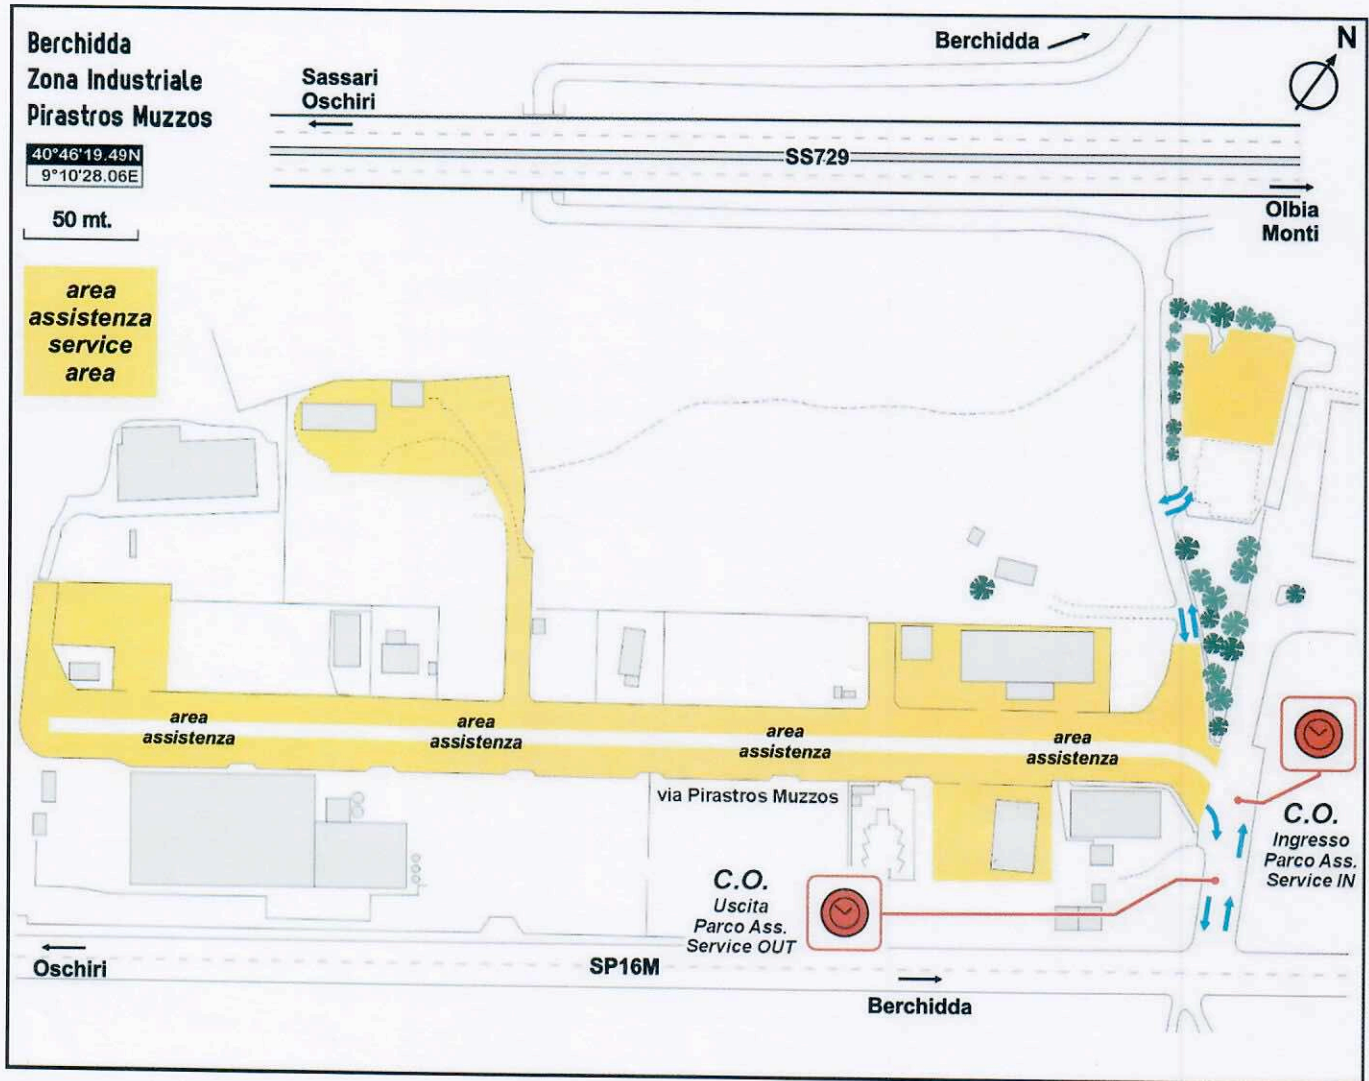 Berchidda
Zona Industriale
Pirastros Muzzos
40°46'19.49N
9°10'28.06E
50 mt.
area
assistenza
service
area
Sassari
Oschiri
Berchidda
N
SS729
Olbia
Monti
area
assistenza
area
assistenza
area
assistenza
area
assistenza
via Pirastros Muzzos
C.O.
Ingresso
Parco Ass.
Service IN
C.O.
Uscita
Parco Ass.
Service OUT
Oschiri
SP16M
Berchidda